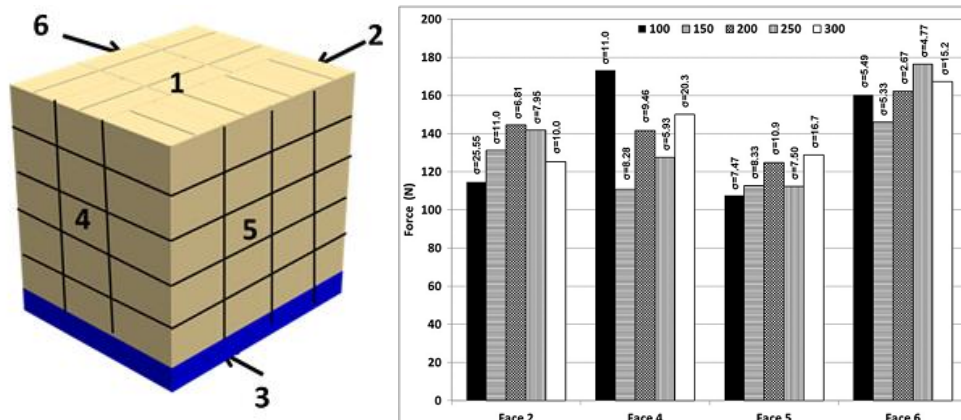 6
2
1
4
5
3
200
180
160
140
120
100
80
60
40
20
0
Force (N)
100 150 200 250 300
σ=25.55
σ=11.0
σ=6.81
σ=7.95
σ=10.0
σ=11.0
σ=8.28
σ=9.46
σ=5.93
σ=20.3
σ=7.47
σ=8.33
σ=10.9
σ=7.50
σ=16.7
σ=5.49
σ=5.33
σ=2.67
σ=4.77
σ=15.2
Face 2 Face 4 Face 5 Face 6